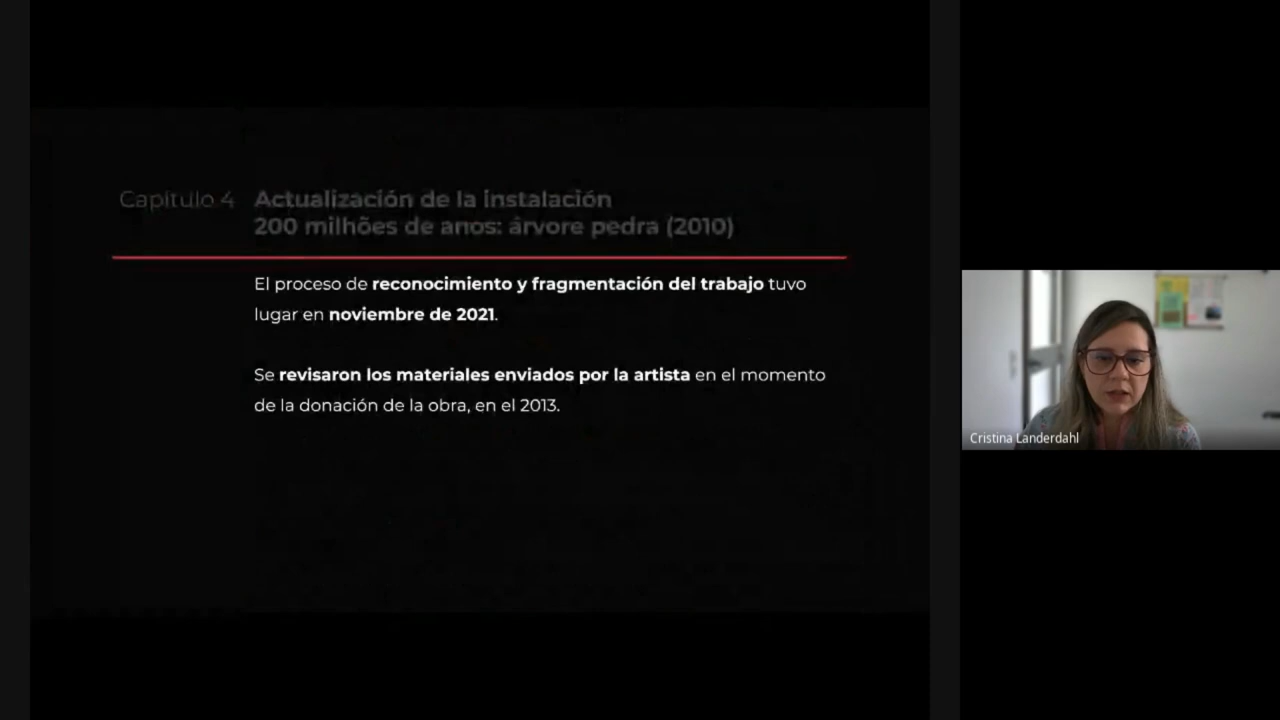 Capítulo 4 Actualización de la instalación
200 milhões de anos: árvore pedra (2010)
El proceso de reconocimiento y fragmentación del trabajo tuvo
lugar en noviembre de 2021.
Se revisaron los materiales enviados por la artista en el momento
de la donación de la obra, en el 2013.
Cristina Landerdahl